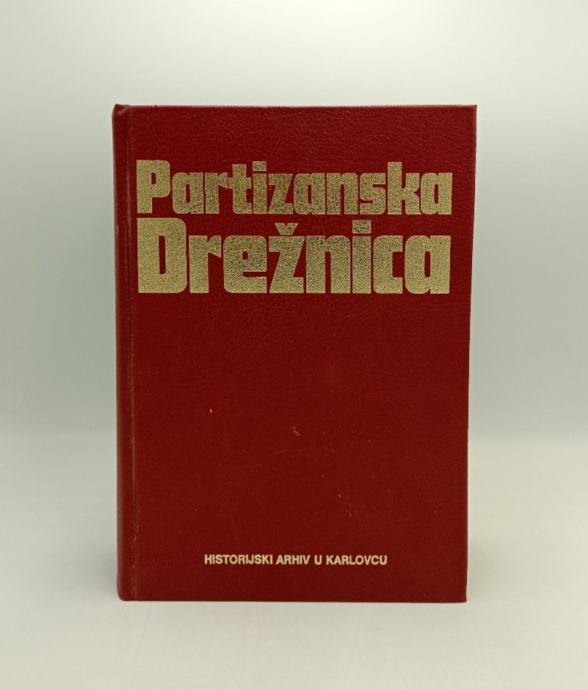 Partizanska
Drežnica
HISTORIJSKI ARHIV U KARLOVCU